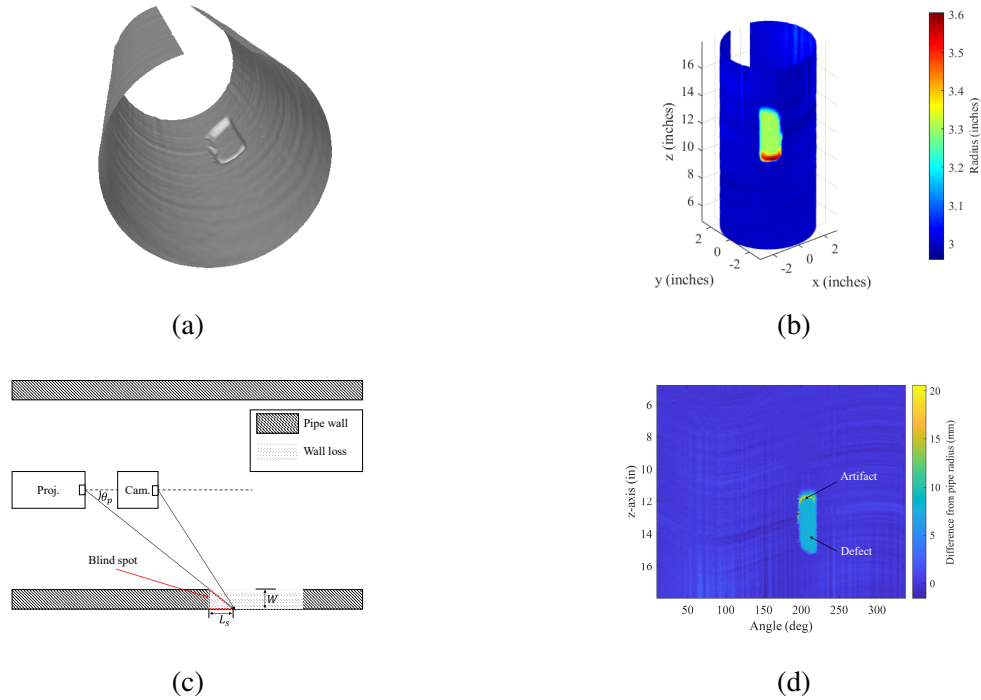 3.6
3.5
3.4
3.3
3.2
3.1
3
Radius (inches)
16
14
12
10
8
6
z (inches)
2
0
-2
y (inches)
-2
0
2
x (inches)
(a)
(b)
Pipe wall
Wall loss
Proj.
θp
Cam.
Blind spot
W
Ls
(c)
4
6
8
10
12
14
16
z-axis (in)
50
100
150
200
250
300
Angle (deg)
Artifact
Defect
20
15
10
5
0
Difference from pipe radius (mm)
(d)